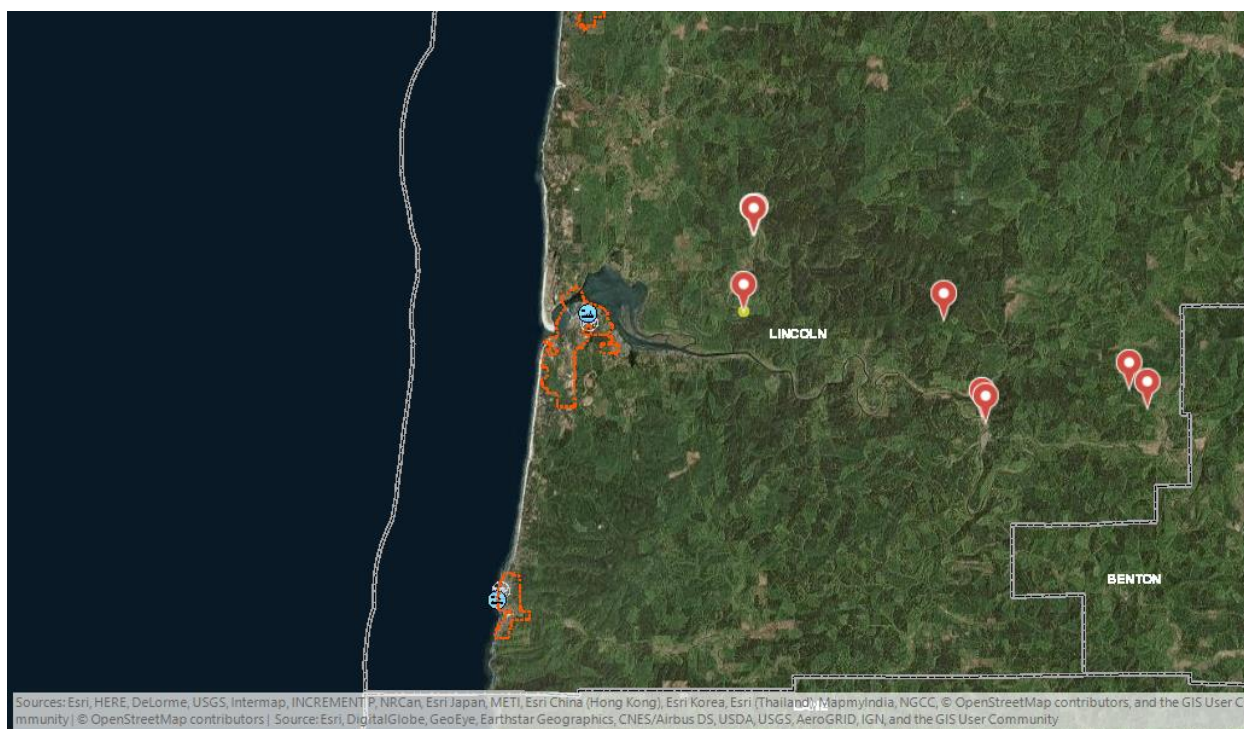 LINCOLN
BENTON
LANE
Sources: Esri, HERE, DeLorme, USGS, Intermap, INCREMENT P, NRCan, Esri Japan, METI, Esri China (Hong Kong), Esri Korea, Esri (Thailand), MapmyIndia, NGCC, © OpenStreetMap contributors, and the GIS User C
mmunity | © OpenStreetMap contributors | Source: Esri, DigitalGlobe, GeoEye, Earthstar Geographics, CNES/Airbus DS, USDA, USGS, AeroGRID, IGN, and the GIS User Community